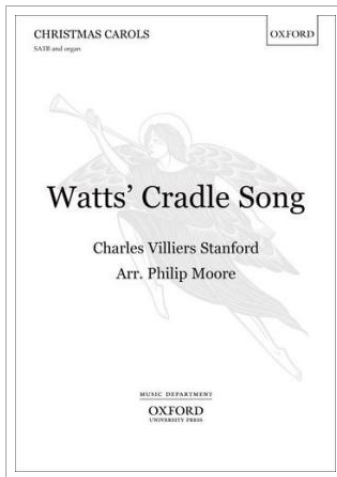 CHRISTMAS CAROLS
SATB and organ
OXFORD
Watts' Cradle Song
Charles Villiers Stanford
Arr. Philip Moore
MUSIC DEPARTMENT
OXFORD
UNIVERSITY PRESS